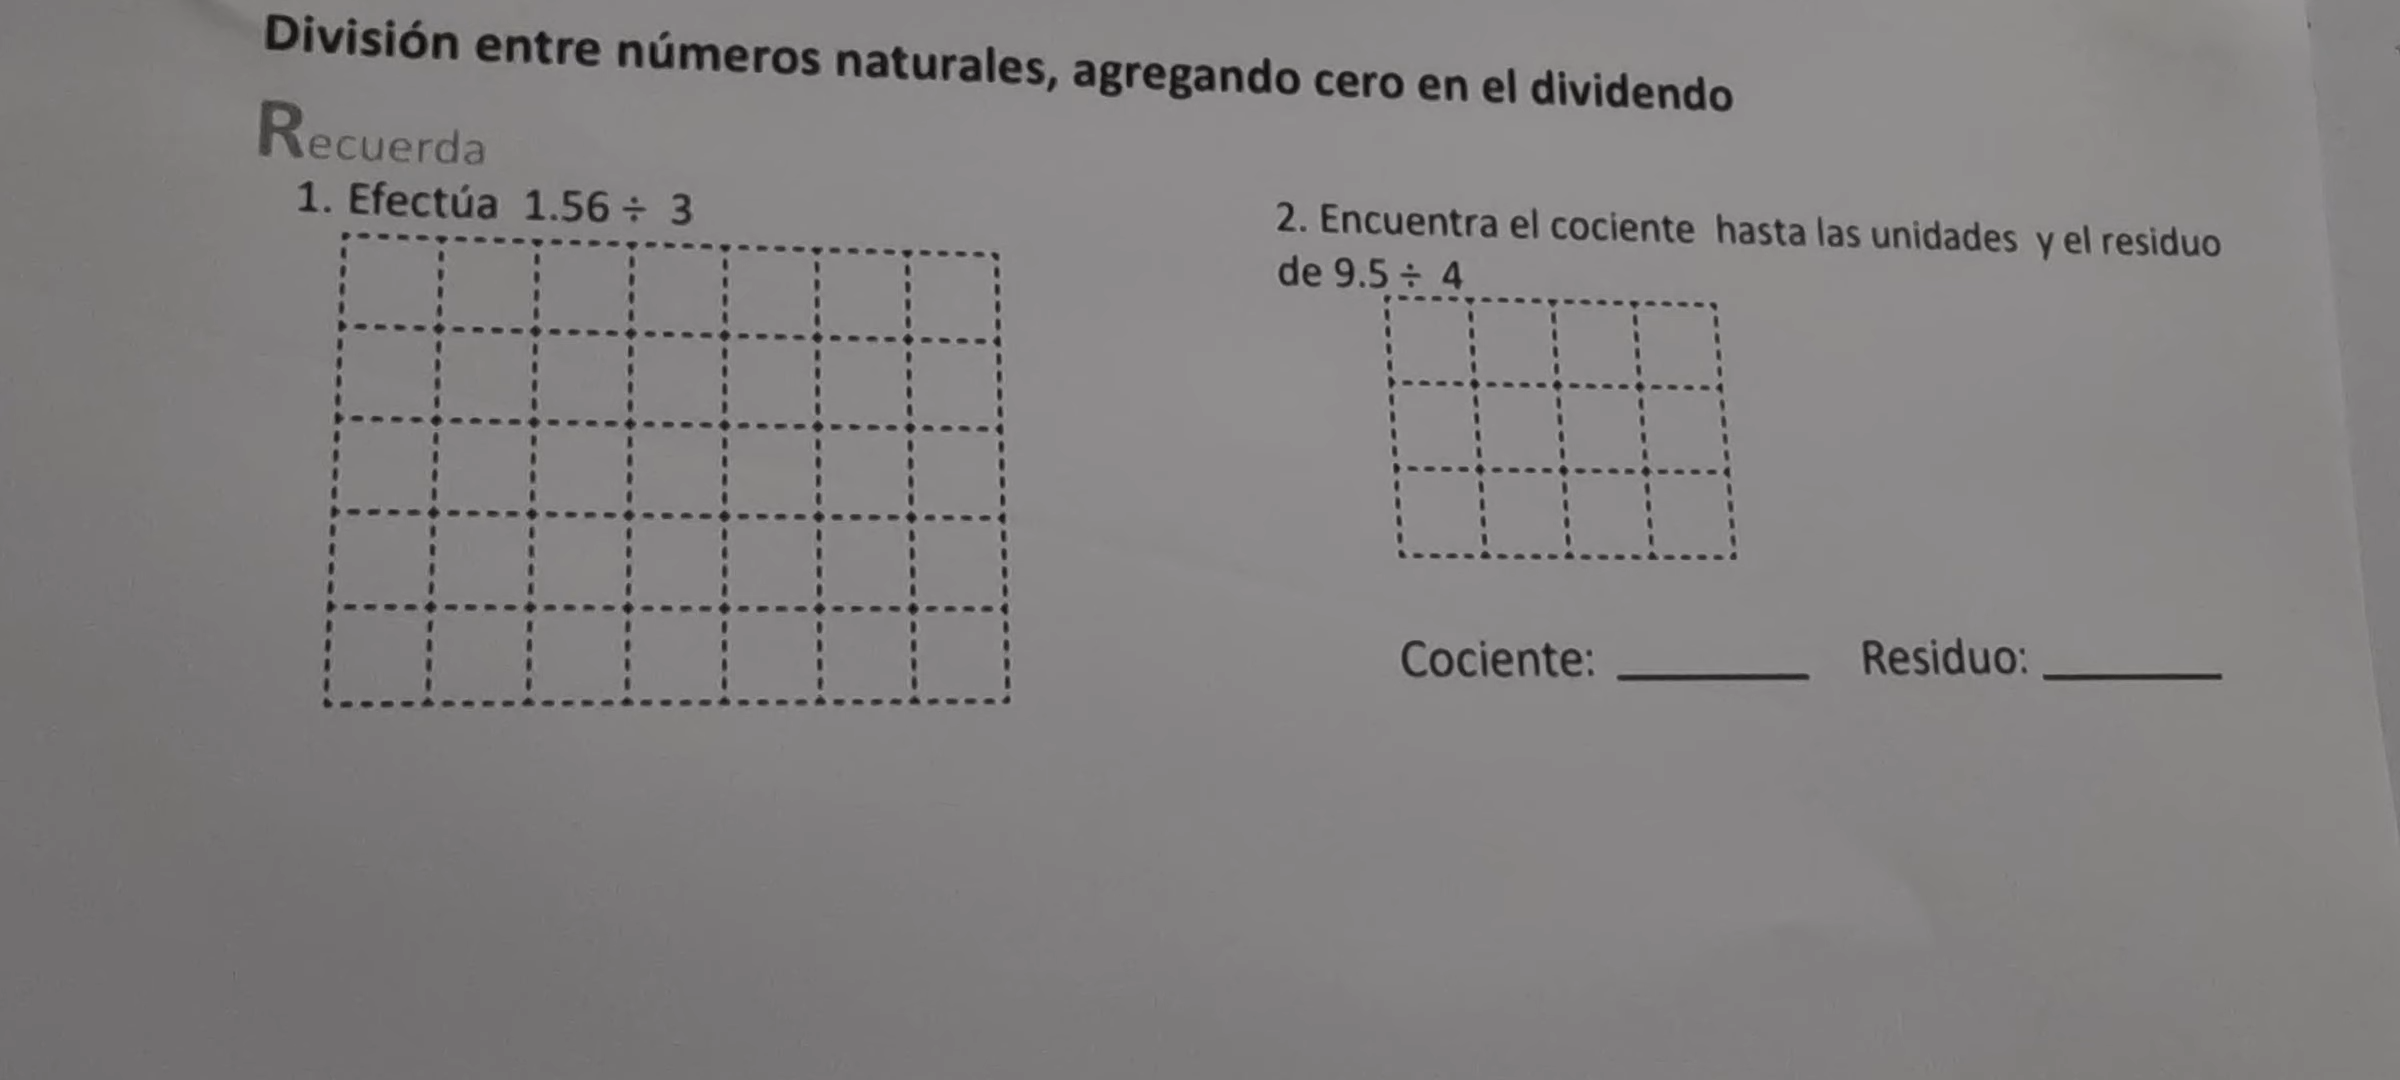 División entre números naturales, agregando cero en el dividendo
Recuerda
1. Efectúa 1.56 ÷ 3
2. Encuentra el cociente hasta las unidades y el residuo
de 9.5 ÷ 4
Cociente: ________ Residuo: ________